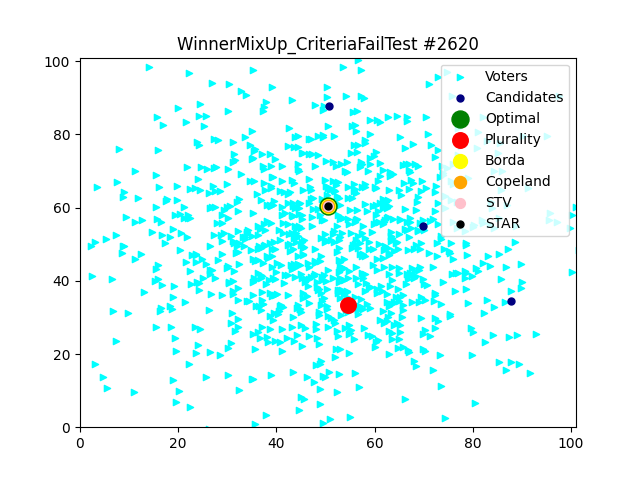 WinnerMixUp_CriteriaFailTest #2620
100
80
60
40
20
0
0
20
40
60
80
100
Voters
Candidates
Optimal
Plurality
Borda
Copeland
STV
STAR